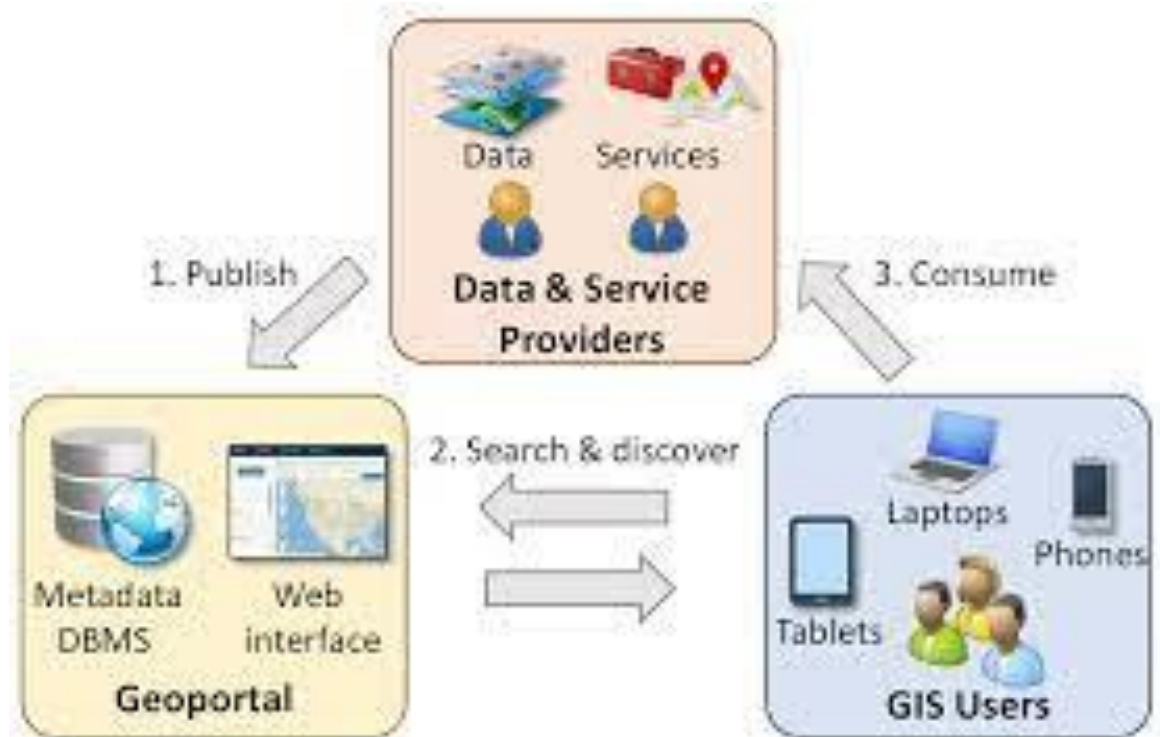 Data
Services
Data & Service
Providers
1. Publish
3. Consume
2. Search & discover
Metadata
DBMS
Web
interface
Geoportal
Laptops
Phones
Tablets
GIS Users